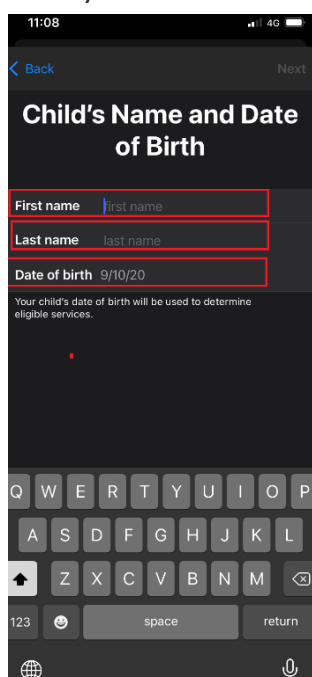 11:08
4G
Back
Next
Child's Name and Date
of Birth
First name first name
Last name last name
Date of birth 9/10/20
Your child's date of birth will be used to determine
eligible services.
Q W E R T Y U I O P
A S D F G H J K L
Z X C V B N M
123 space return